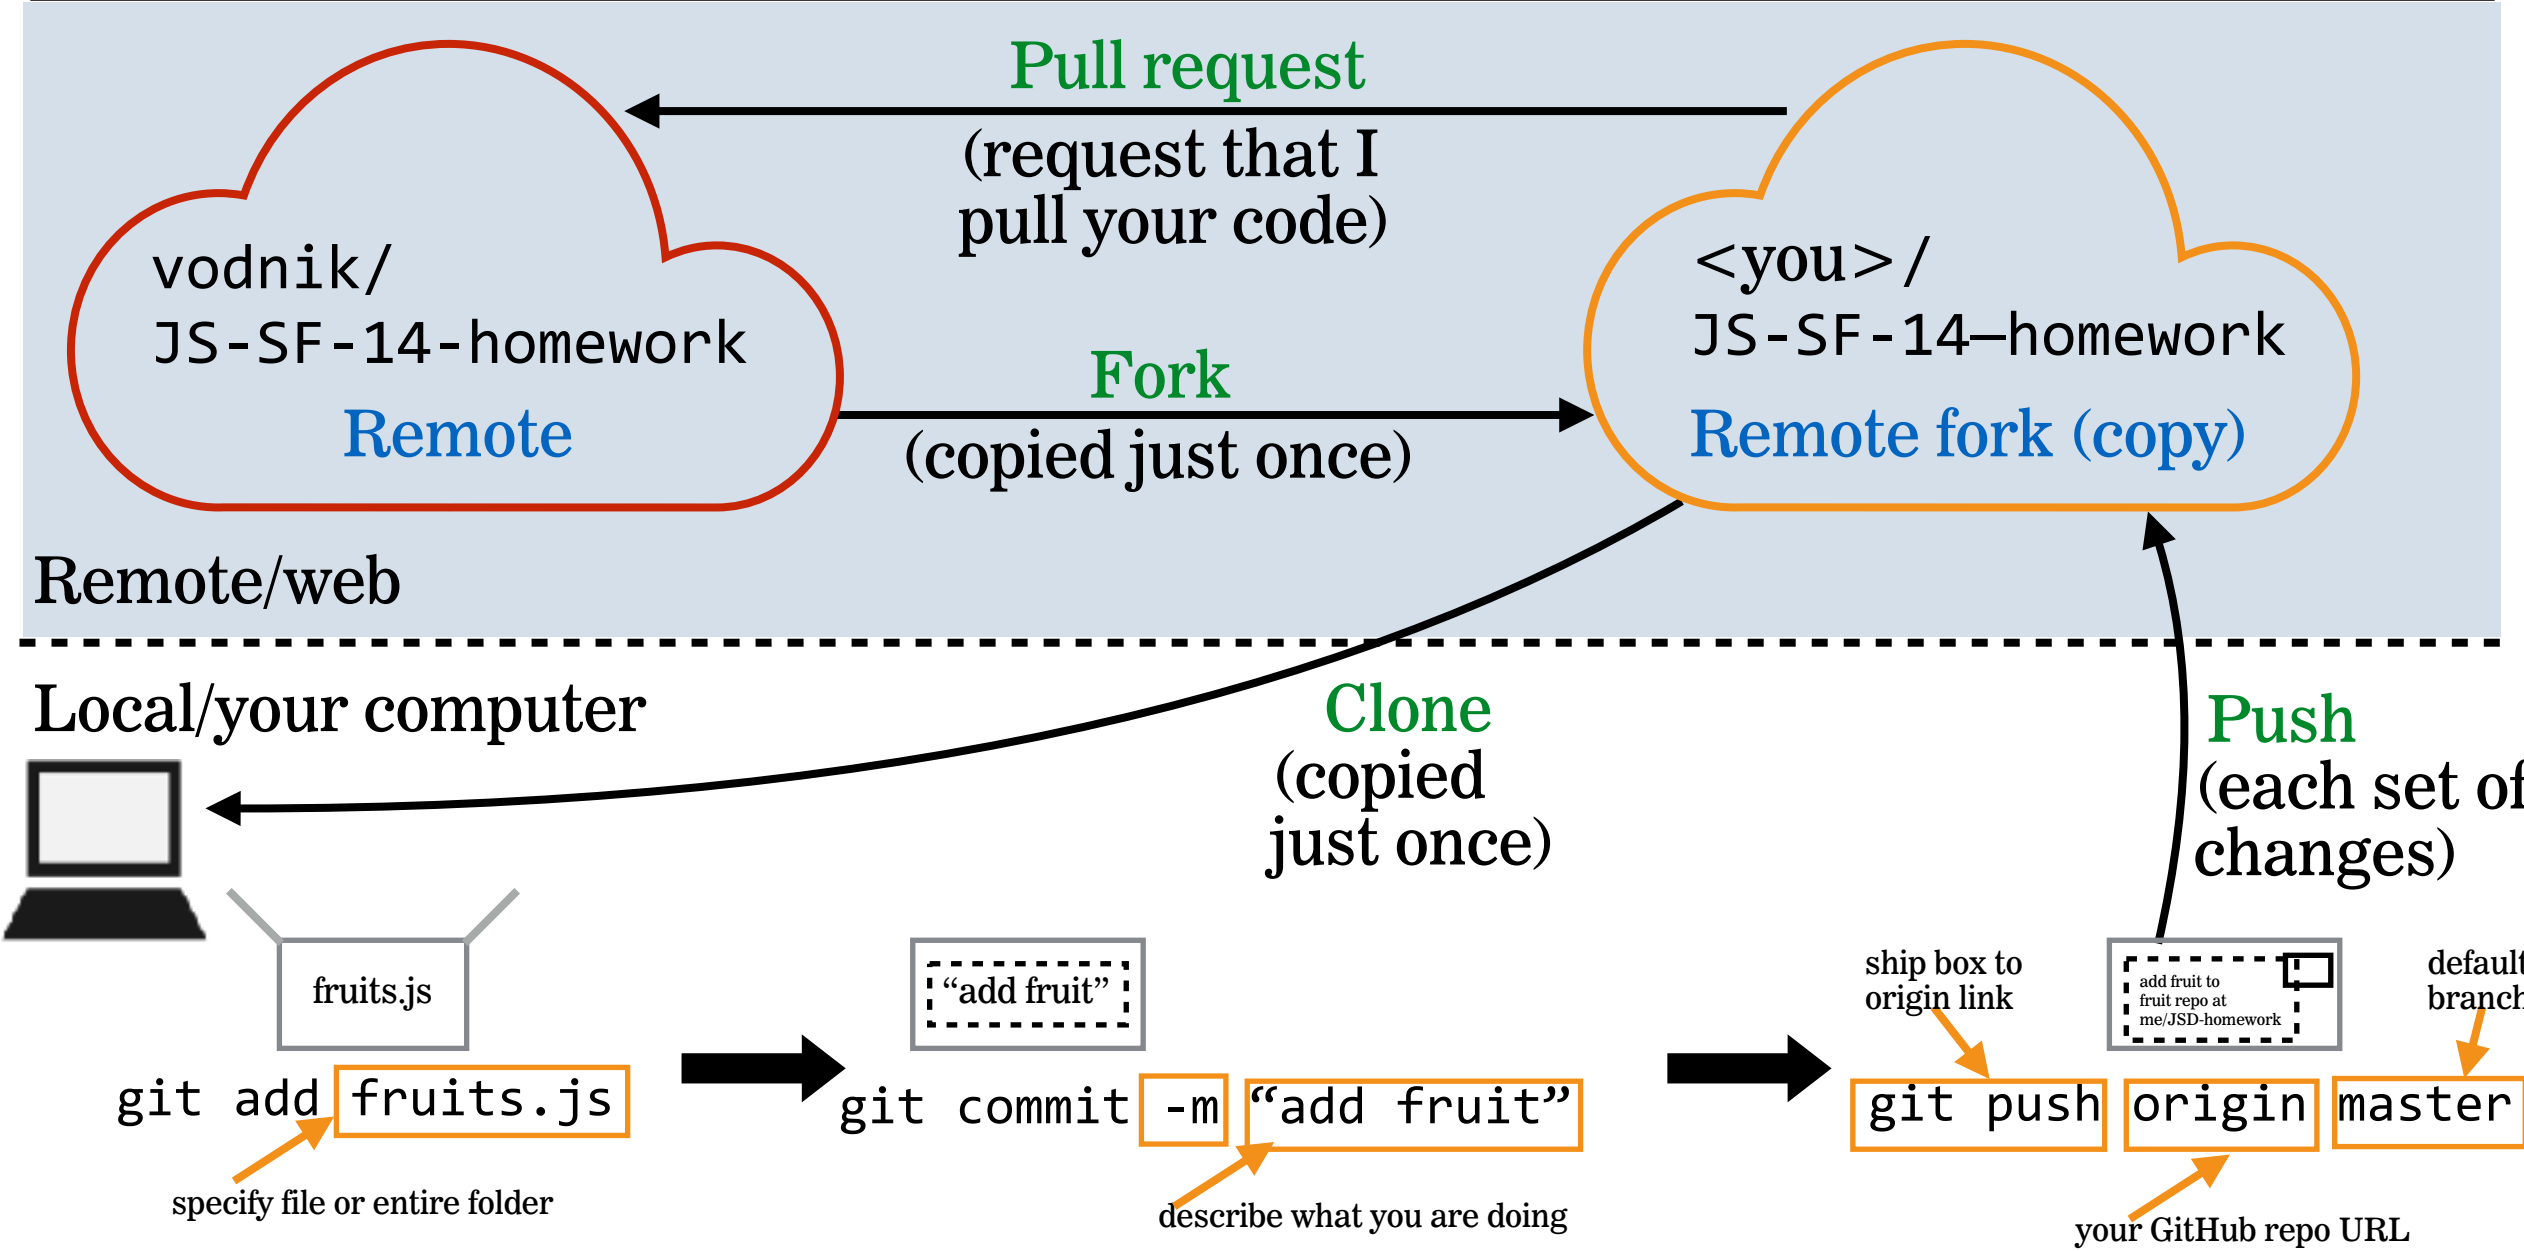 Pull request
(request that I
pull your code)
vodnik/
JS-SF-14-homework
Remote
Fork
(copied just once)
<you>/
JS-SF-14—homework
Remote fork (copy)
Remote/web
Local/your computer
Clone
(copied
just once)
Push
(each set of
changes)
fruits.js
git add fruits.js
specify file or entire folder
“add fruit”
git commit -m “add fruit”
describe what you are doing
ship box to
origin link
add fruit to
fruit repo at
me/JSD-homework
default
branch
git push origin master
your GitHub repo URL